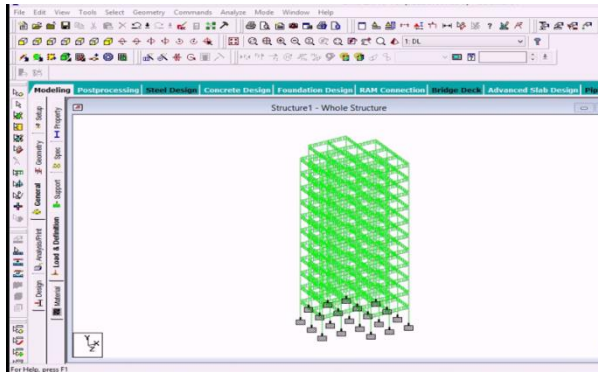 File Edit View Tools Select Geometry Commands Analyze Mode Window Help
1: DL
Modeling Postprocessing Steel Design Concrete Design Foundation Design RAM Connection Bridge Deck Advanced Slab Design
Structure1 - Whole Structure
Setup
Geometry
General
Analysis/Print
Design
Property
Spec
Support
Load & Definition
Material
Y
X
Z
For Help, press F1